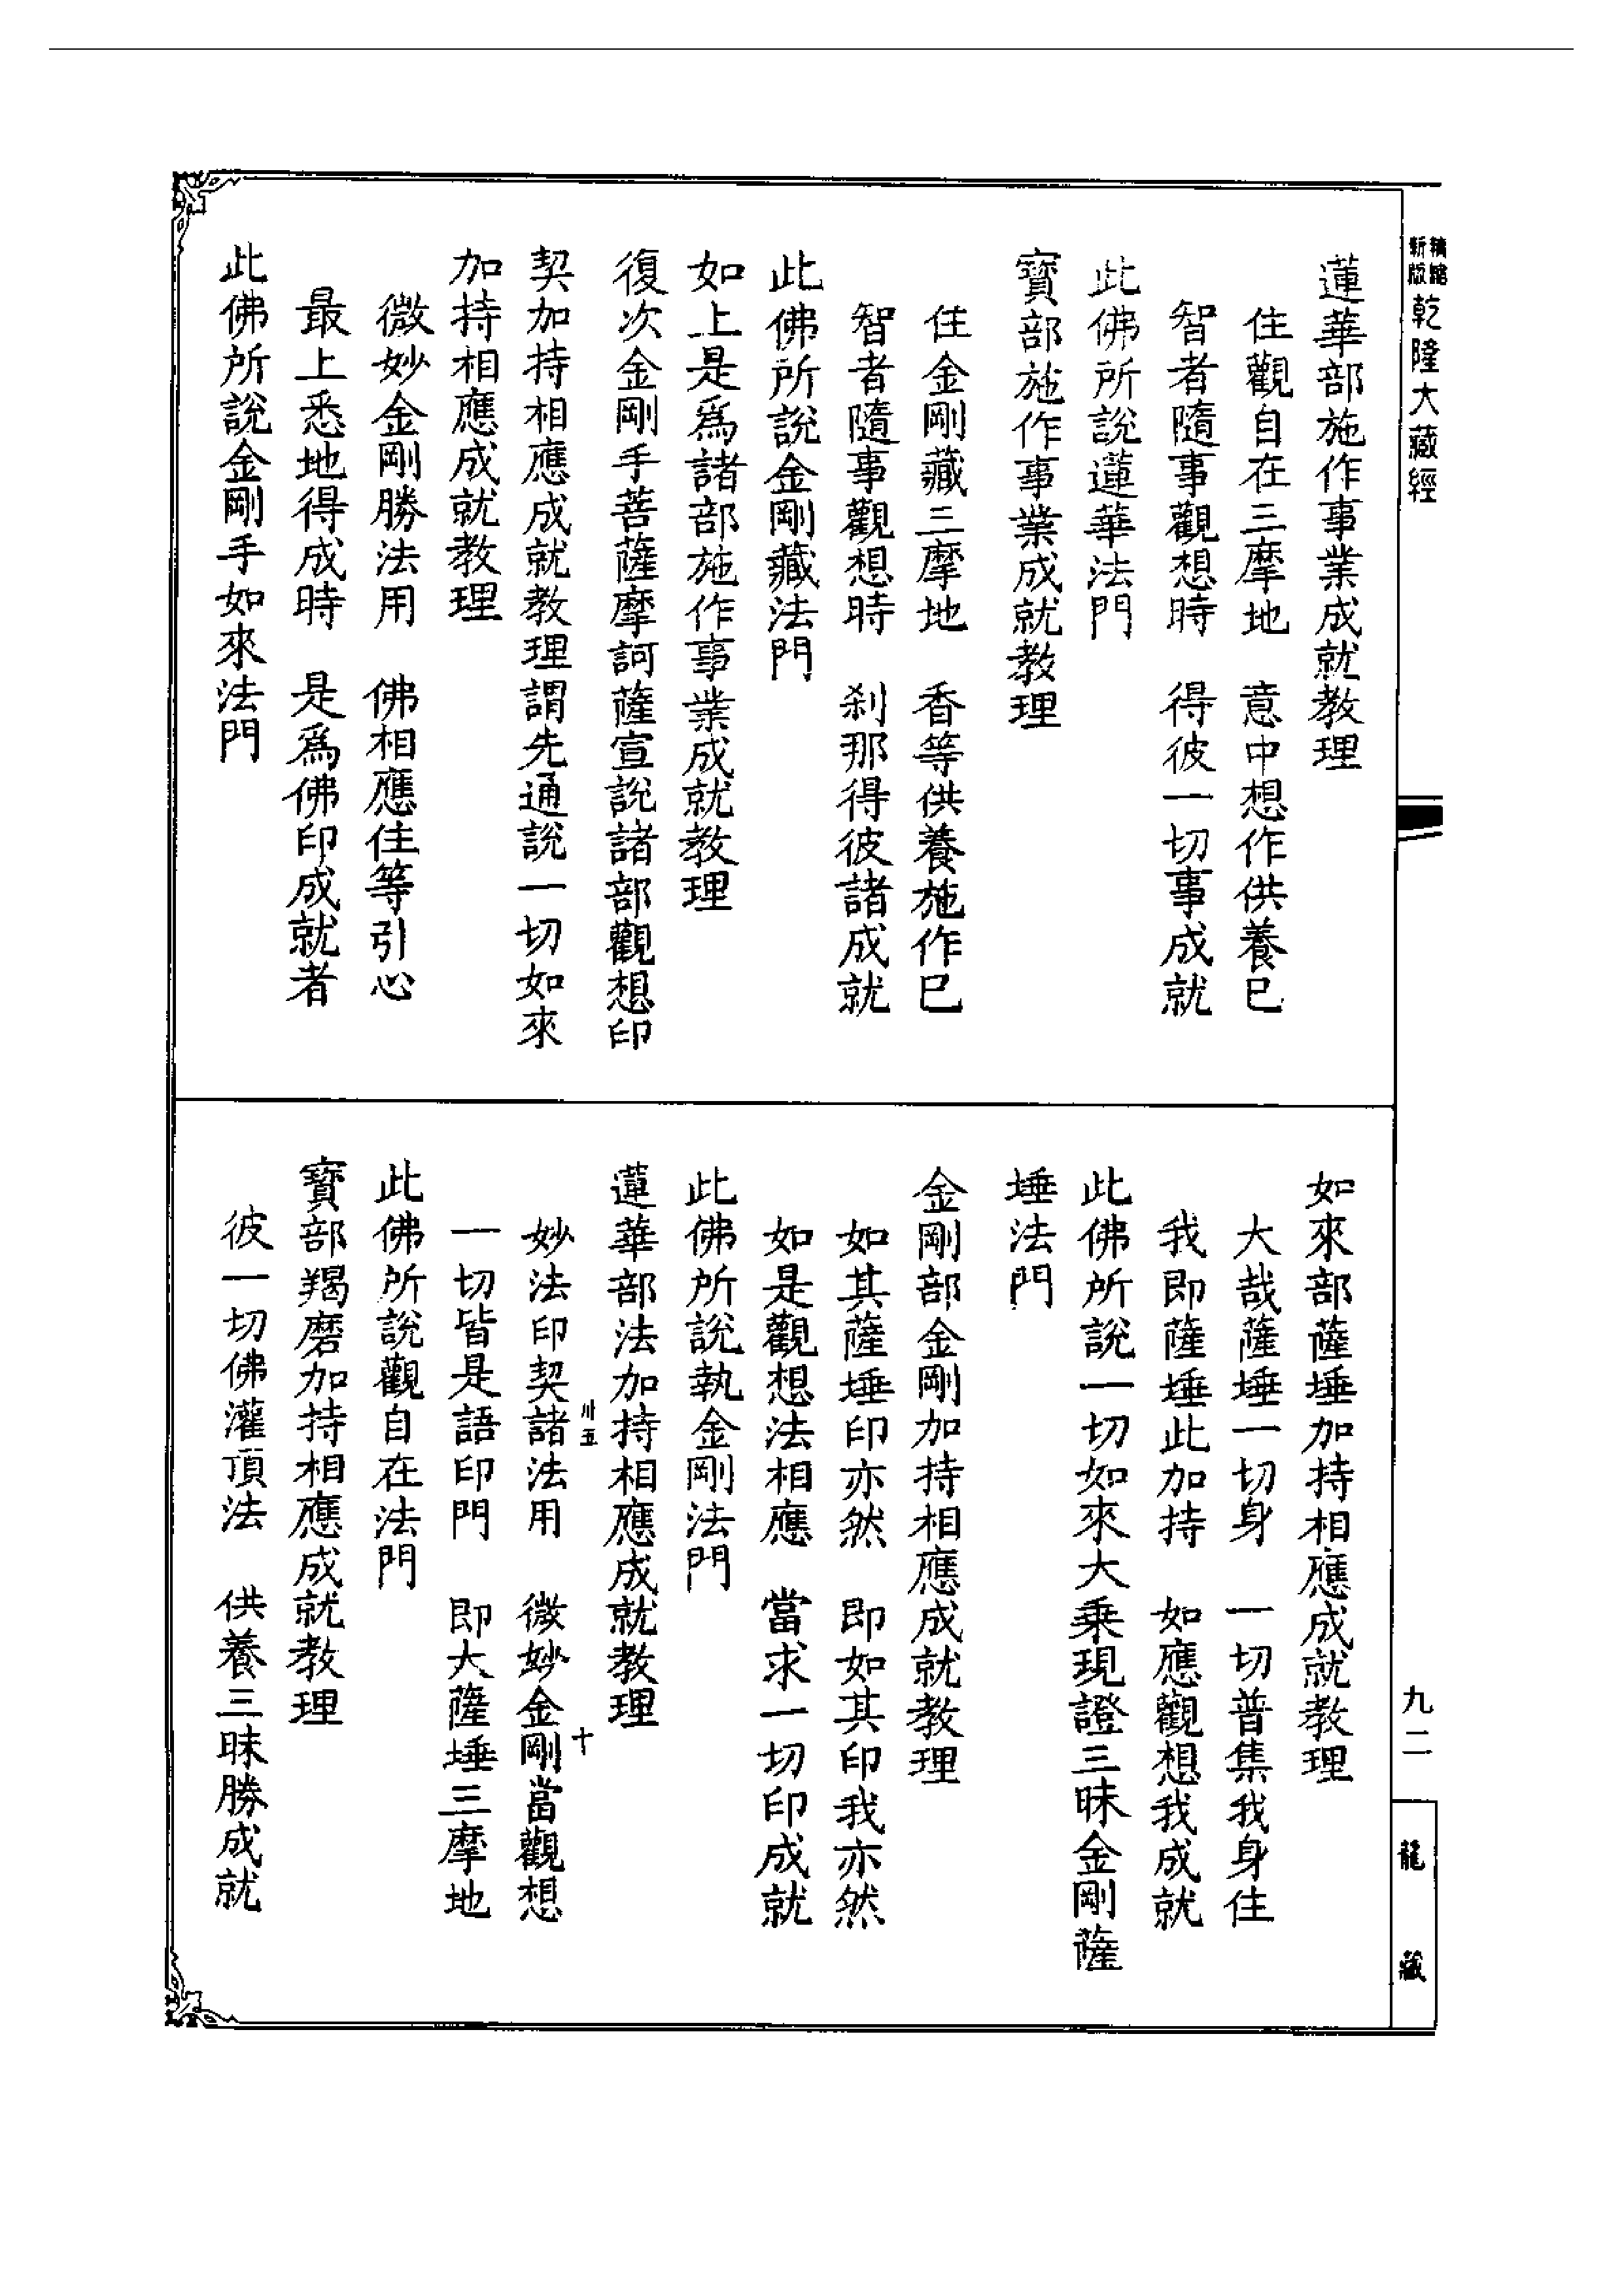 新版
精縮
乾隆大藏經
蓮華部施作事業成就教理
住觀自在三摩地　意中想作供養已
智者隨事觀想時　得彼一切事成就
此佛所說蓮華法門
寶部施作事業成就教理
住金剛藏三摩地　香等供養施作已
智者隨事觀想時　刹那得彼諸成就
此佛所說金剛藏法門
如上是爲諸部施作事業成就教理
復次金剛手菩薩摩訶薩宣說諸部觀想印
契加持相應成就教理謂先通說一切如來
加持相應成就教理
微妙金剛勝法用　佛相應住等引心
最上悉地得成時　是爲佛印成就者
此佛所說金剛手如來法門
如來部薩埵加持相應成就教理
大哉薩埵一切身　一切普集我身住
我即薩埵此加持　如應觀想我成就
此佛所說一切如來大乘現證三昧金剛薩
埵法門
金剛部金剛加持相應成就教理
如其薩埵印亦然　即如其印我亦然
如是觀想法相應　當求一切印成就
此佛所說執金剛法門
蓮華部法加持相應成就教理
卅五　十
妙法印契諸法用　微妙金剛當觀想
一切皆是語印門　即大薩埵三摩地
此佛所說觀自在法門
寶部羯磨加持相應成就教理
彼一切佛灌頂法　供養三昧勝成就
九二
龍藏